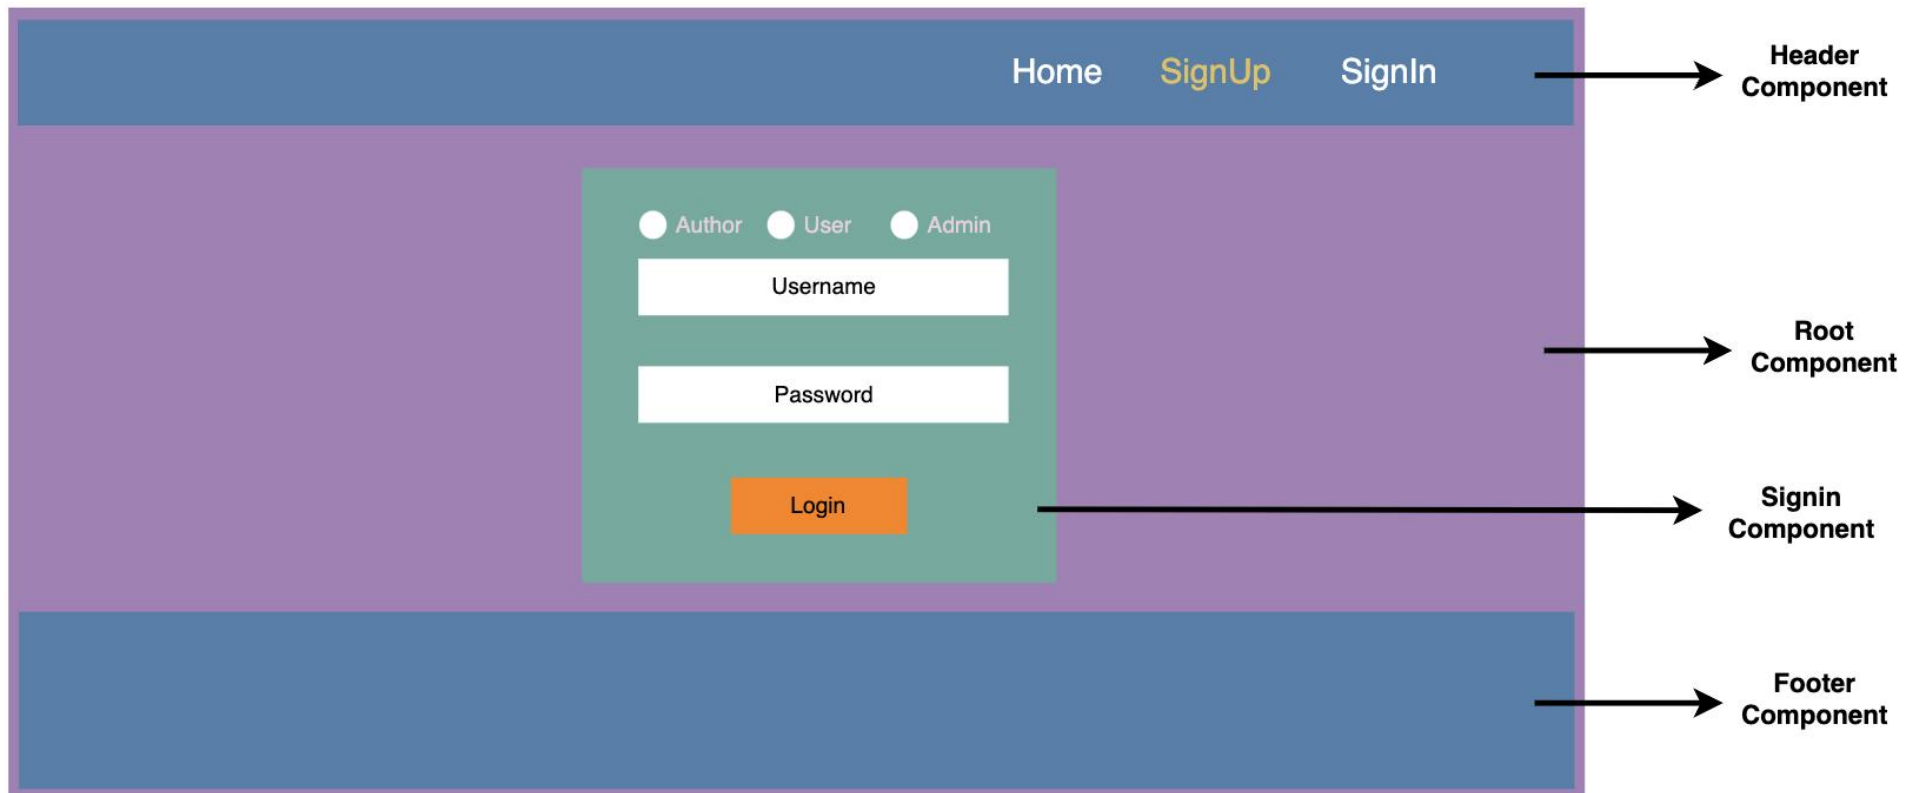 Home SignUp SignIn
Header
Component
Author User Admin
Username
Root
Component
Password
Signin
Component
Login
Footer
Component